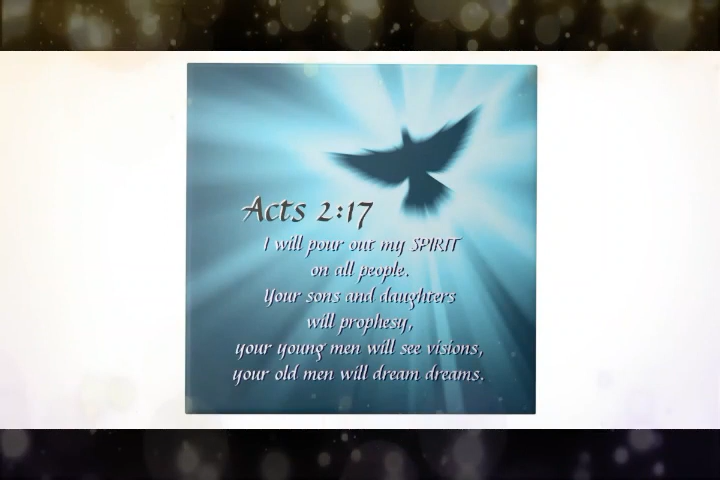 Acts 2:17
I will pour out my SPIRIT
on all people.
Your sons and daughters
will prophesy,
your young men will see visions,
your old men will dream dreams.